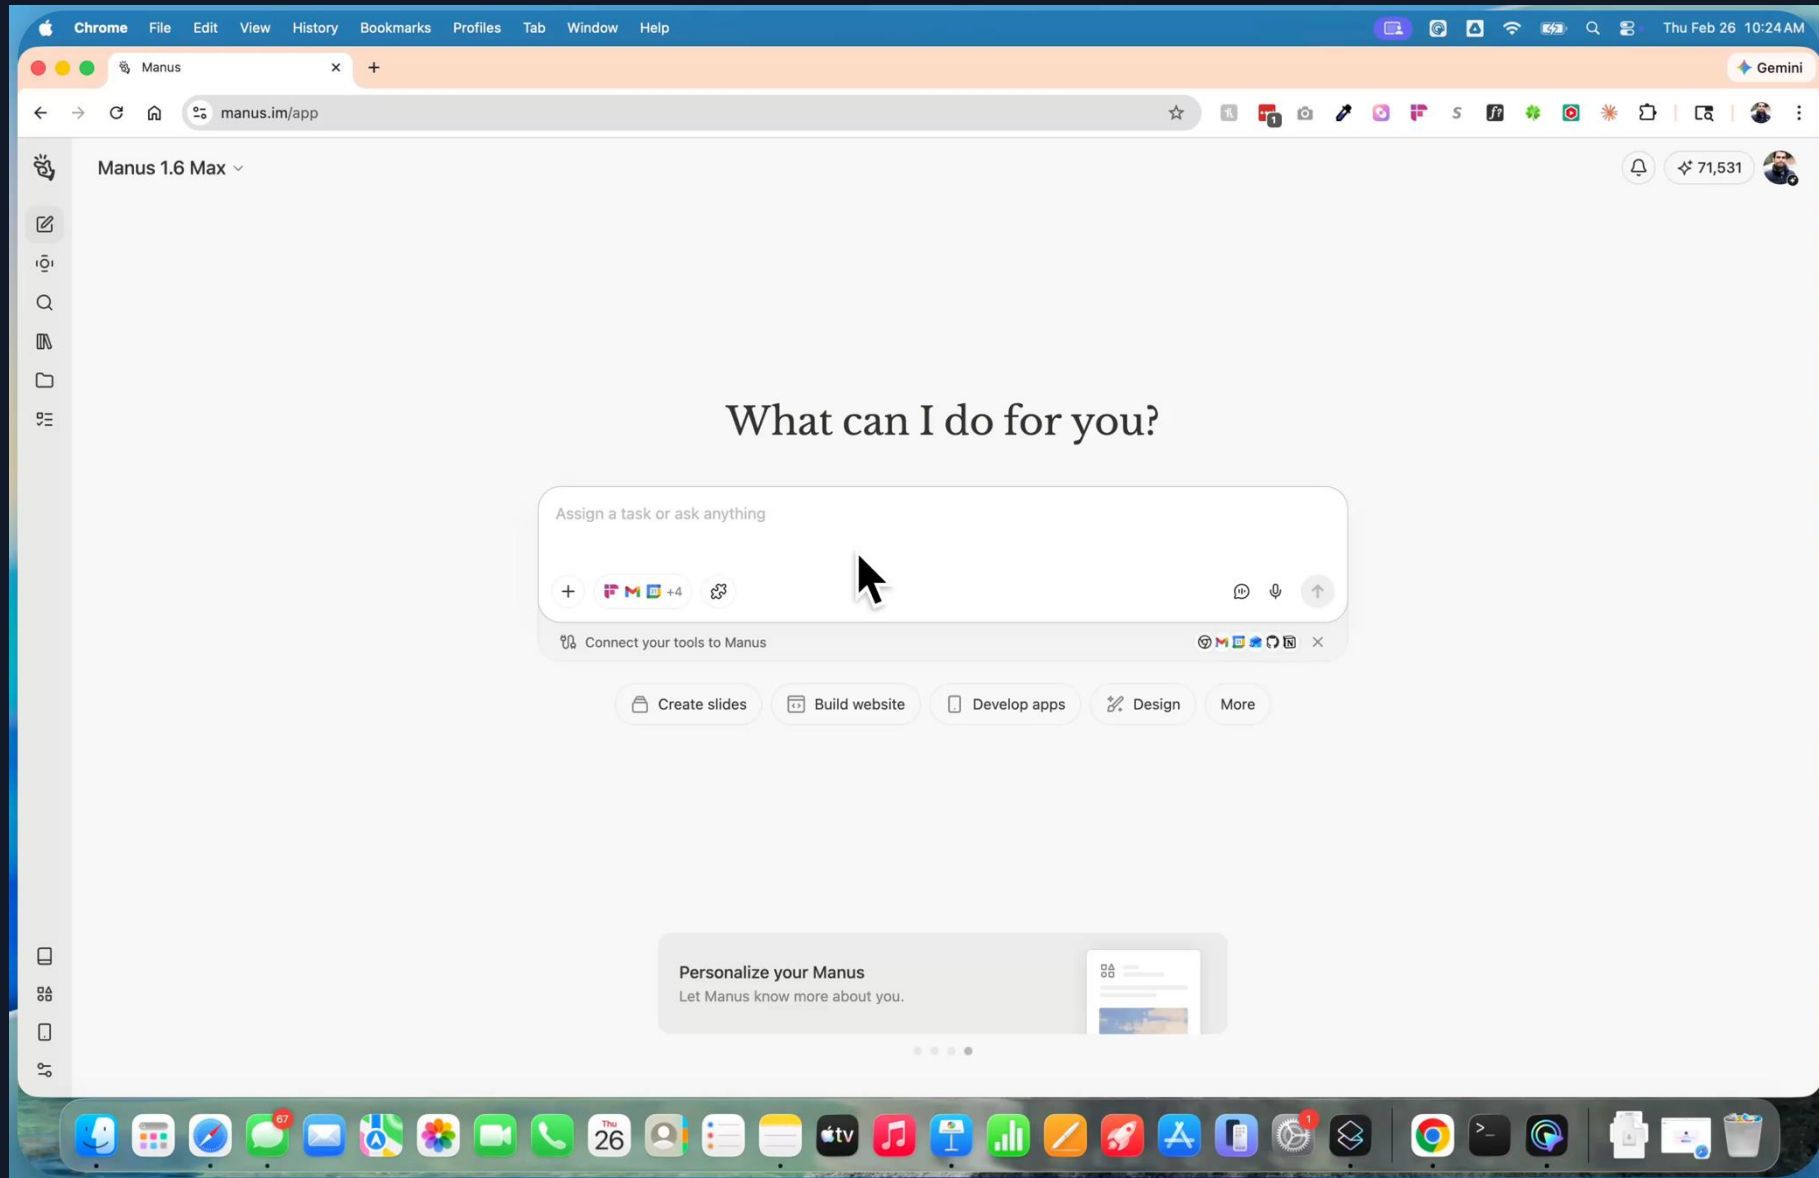 Chrome File Edit View History Bookmarks Profiles Tab Window Help Thu Feb 26 10:24 AM
Manus
Gemini
manus.im/app
1
Manus 1.6 Max
71,531
What can I do for you?
Assign a task or ask anything
+4
Connect your tools to Manus
Create slides Build website Develop apps Design More
Personalize your Manus
Let Manus know more about you.
67
Thu
26
tv
1